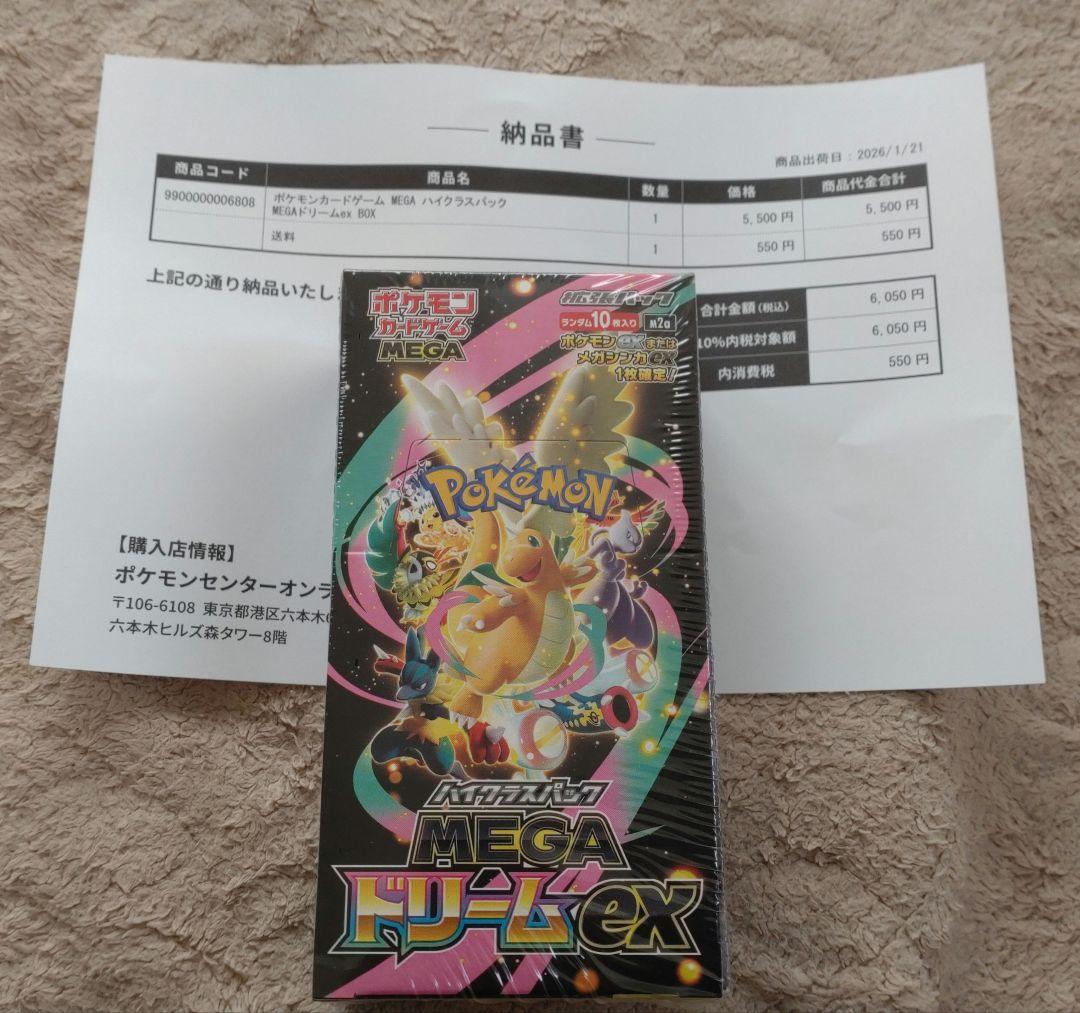 納品書
商品出荷日：2026/1/21
商品コード 商品名 数量 価格 商品代金合計
9900000006808 ポケモンカードゲーム MEGA ハイクラスパック
MEGAドリームex BOX 1 5,500 円 5,500 円
送料 1 550 円 550 円
上記の通り納品いたし
合計金額(税込) 6,050 円
10%内税対象額 6,050 円
内消費税 550 円
ポケモン
カードゲーム
MEGA
拡張パック
ランダム10枚入り M2a
ポケモンexまたは
メガシンカex
1枚確定!
POKéMON
【購入店情報】
ポケモンセンターオンラ
〒106-6108 東京都港区六本木6
六本木ヒルズ森タワー8階
ハイクラスパック
MEGA
ドリームex